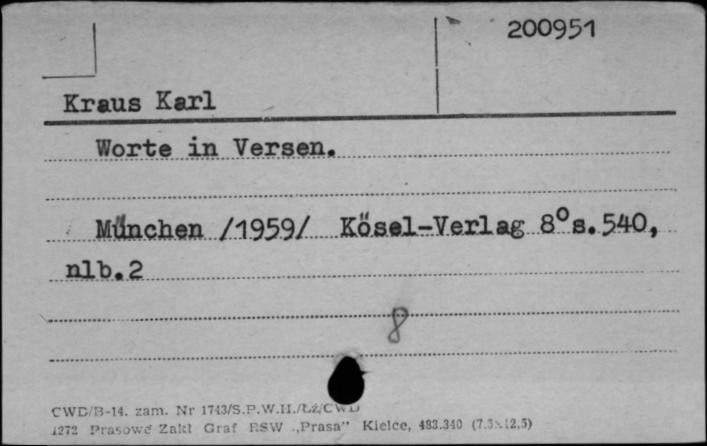 200951
Kraus Karl
Worte in Versen.
München /1959/ Kösel-Verlag 8° s. 540,
nlb. 2
8
CWD/B-14. zam. Nr 1743/S.P.W.H./Łż/CWD
1272 Prasowe Zakł Graf RSW „Prasa" Kielce, 483.340 (7,5x12,5)